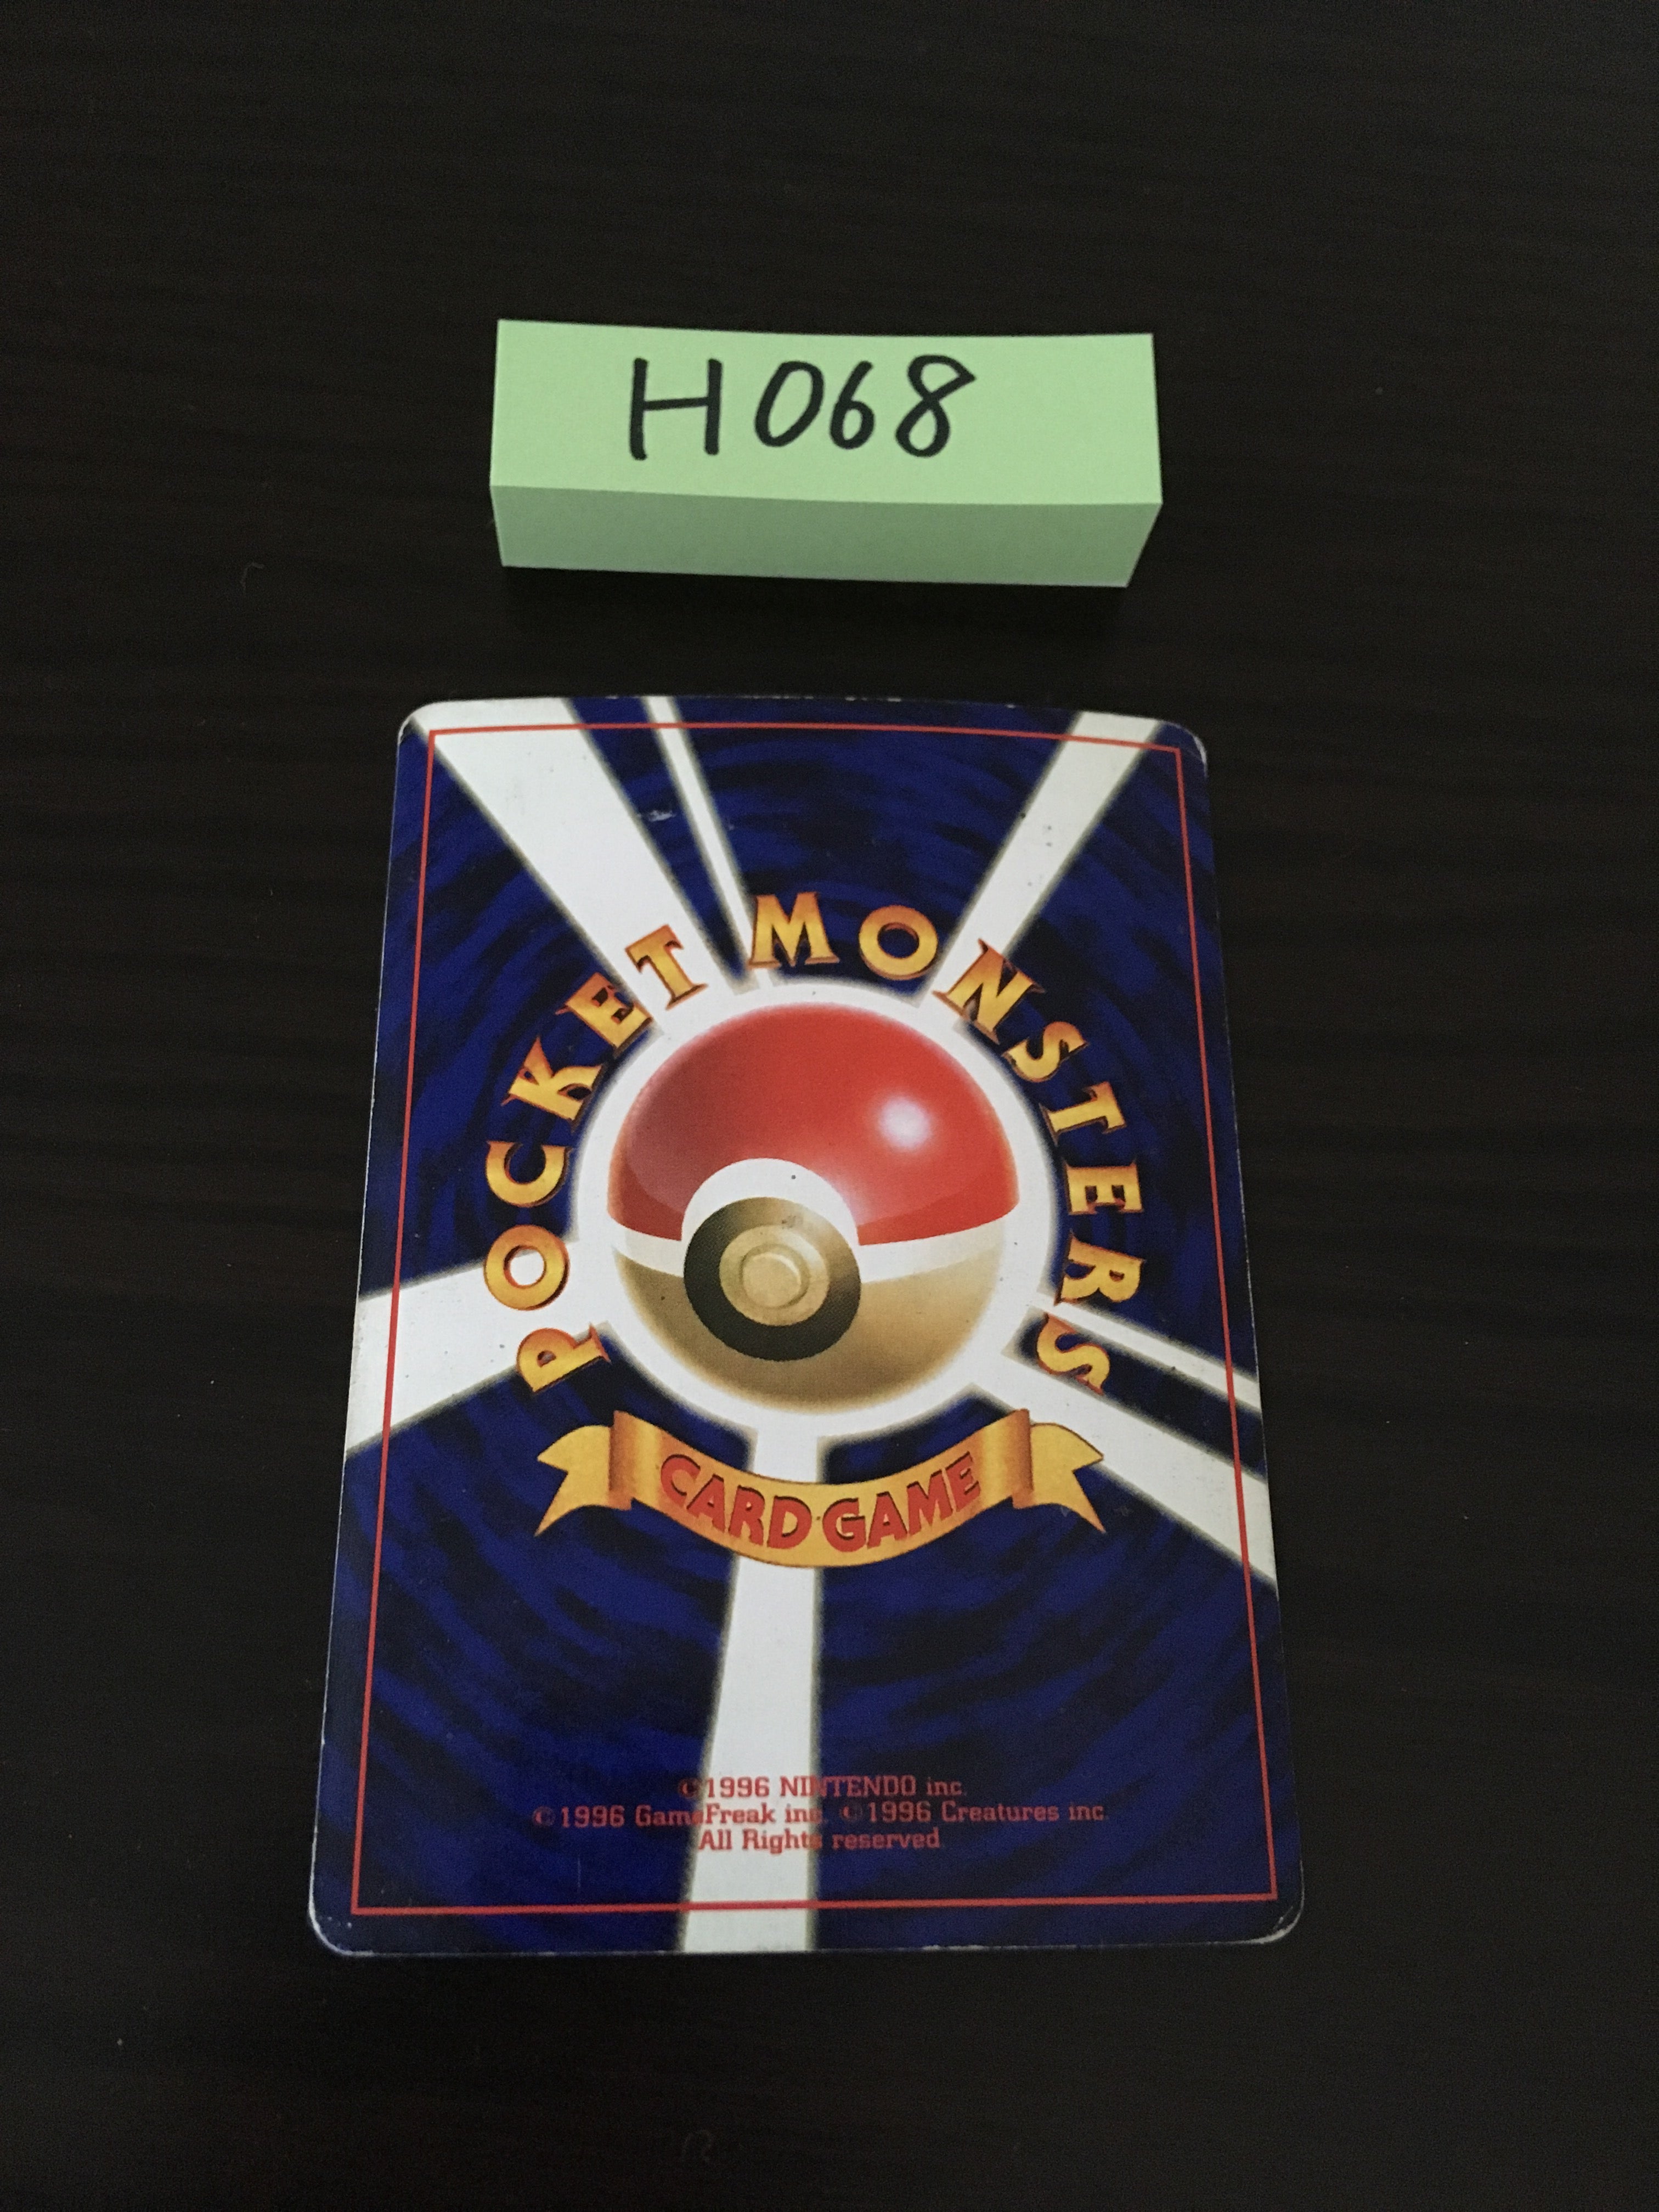 H068
POCKET MONSTERS
CARD GAME
©1996 NINTENDO inc.
©1996 GameFreak inc. ©1996 Creatures inc.
All Rights reserved